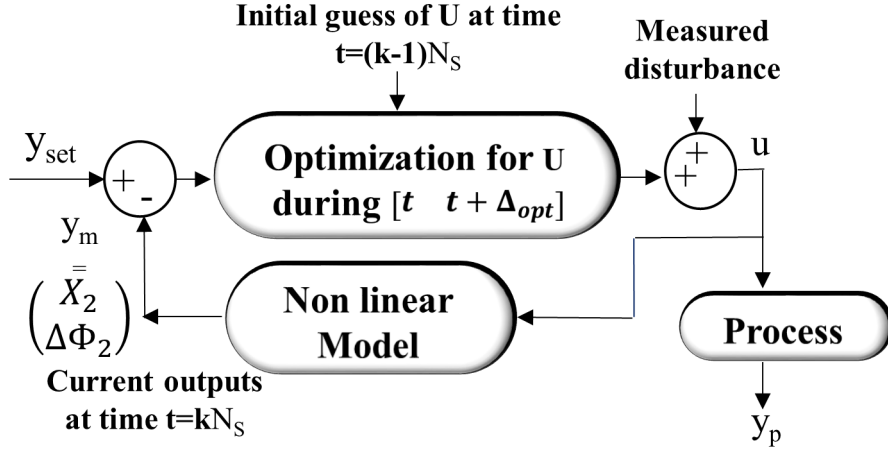 Initial guess of U at time
t=(k-1)N_S
Measured
disturbance
y_set
+
-
Optimization for U
during [t t + Δ_opt]
+
+
u
y_m
=
(X_2
ΔΦ_2)
Non linear
Model
Process
Current outputs
at time t=kN_S
y_p